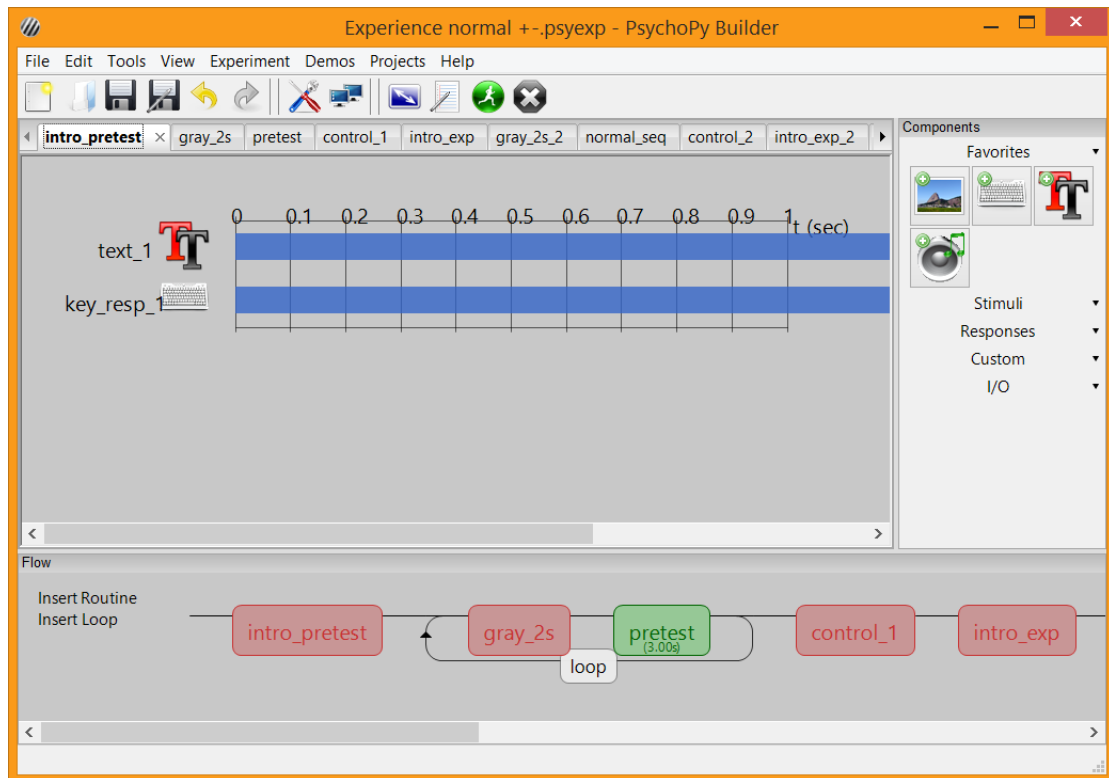 Experience normal +-.psyexp - PsychoPy Builder
File Edit Tools View Experiment Demos Projects Help
intro_pretest gray_2s pretest control_1 intro_exp gray_2s_2 normal_seq control_2 intro_exp_2
Components
Favorites
0 0.1 0.2 0.3 0.4 0.5 0.6 0.7 0.8 0.9 1 t (sec)
text_1
key_resp_1
Stimuli
Responses
Custom
I/O
Flow
Insert Routine
Insert Loop
intro_pretest gray_2s pretest control_1 intro_exp
(3.00s)
loop